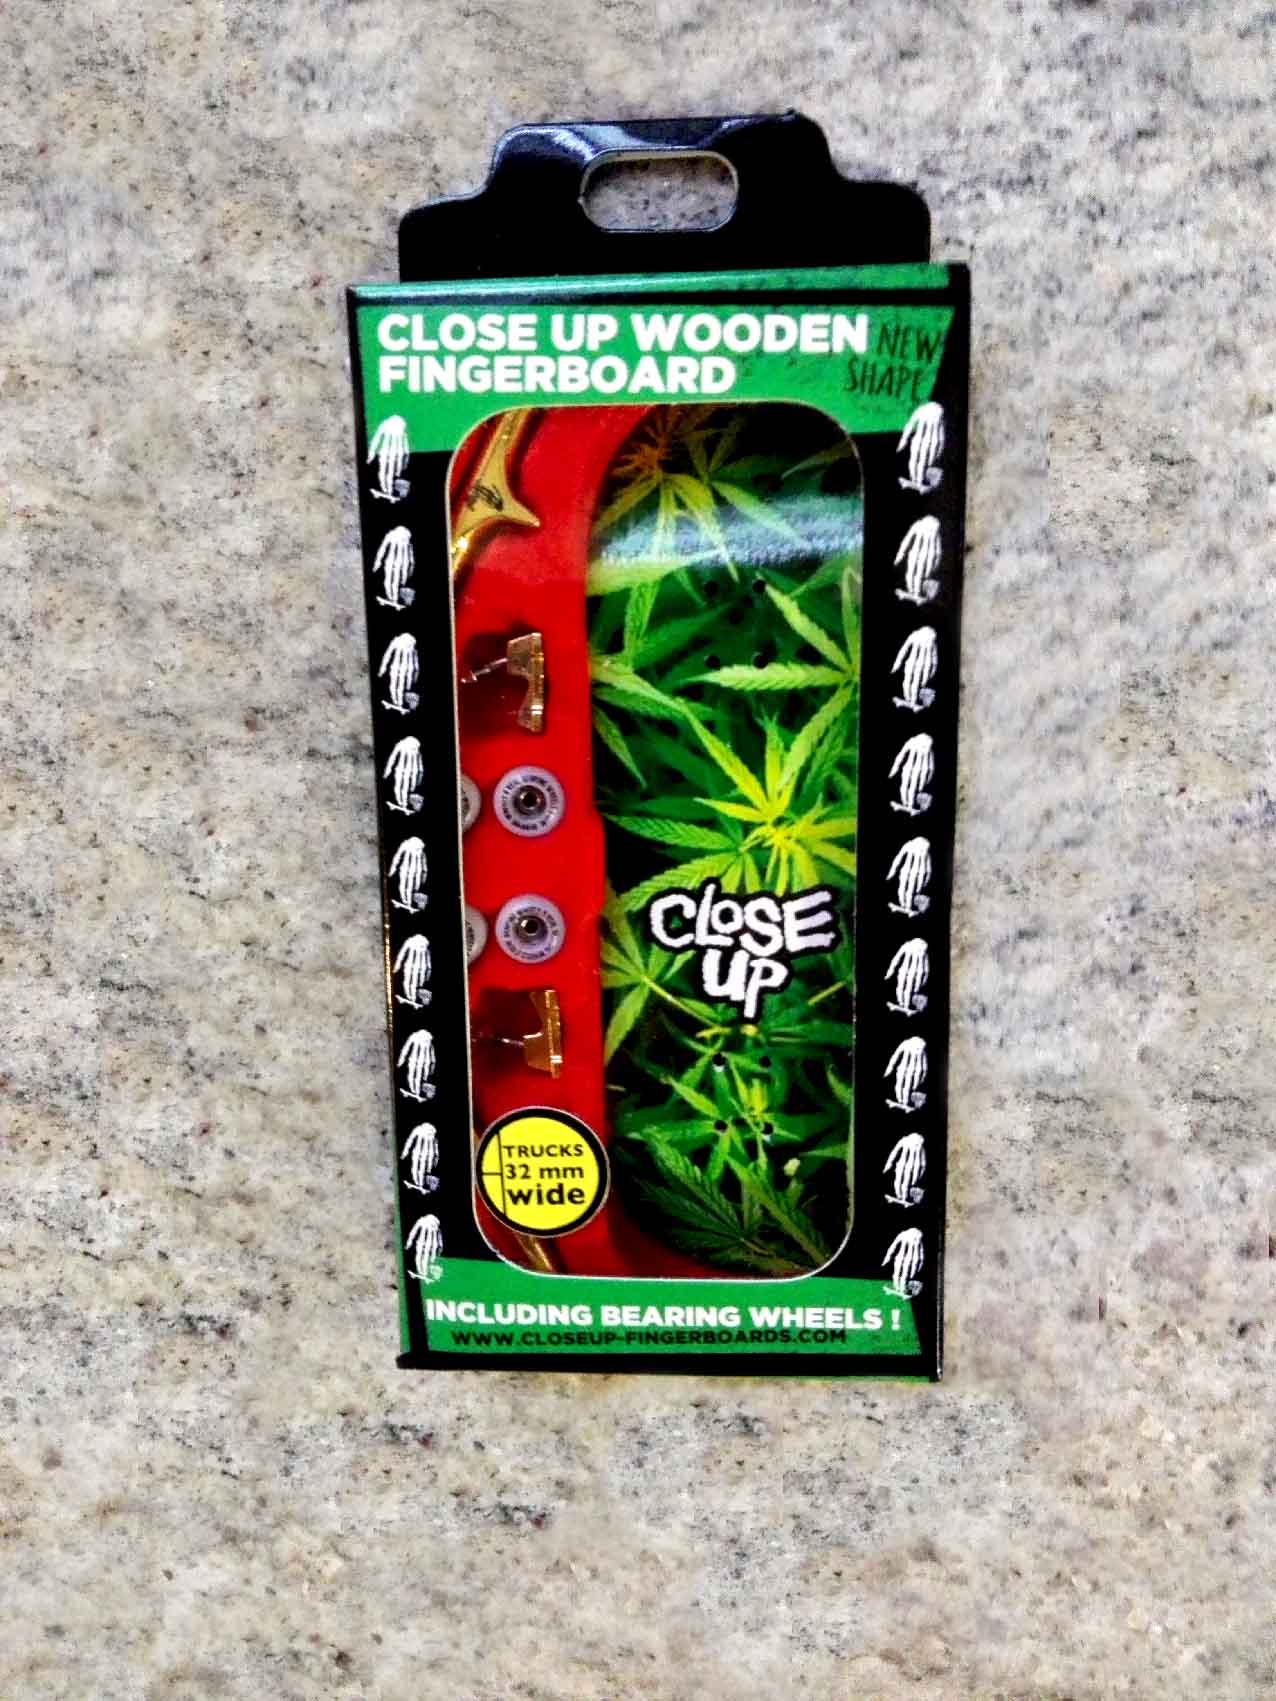 CLOSE UP WOODEN
FINGERBOARD
NEW
SHAPE
CLOSE
UP
TRUCKS
32 mm
wide
INCLUDING BEARING WHEELS !
WWW.CLOSEUP-FINGERBOARDS.COM